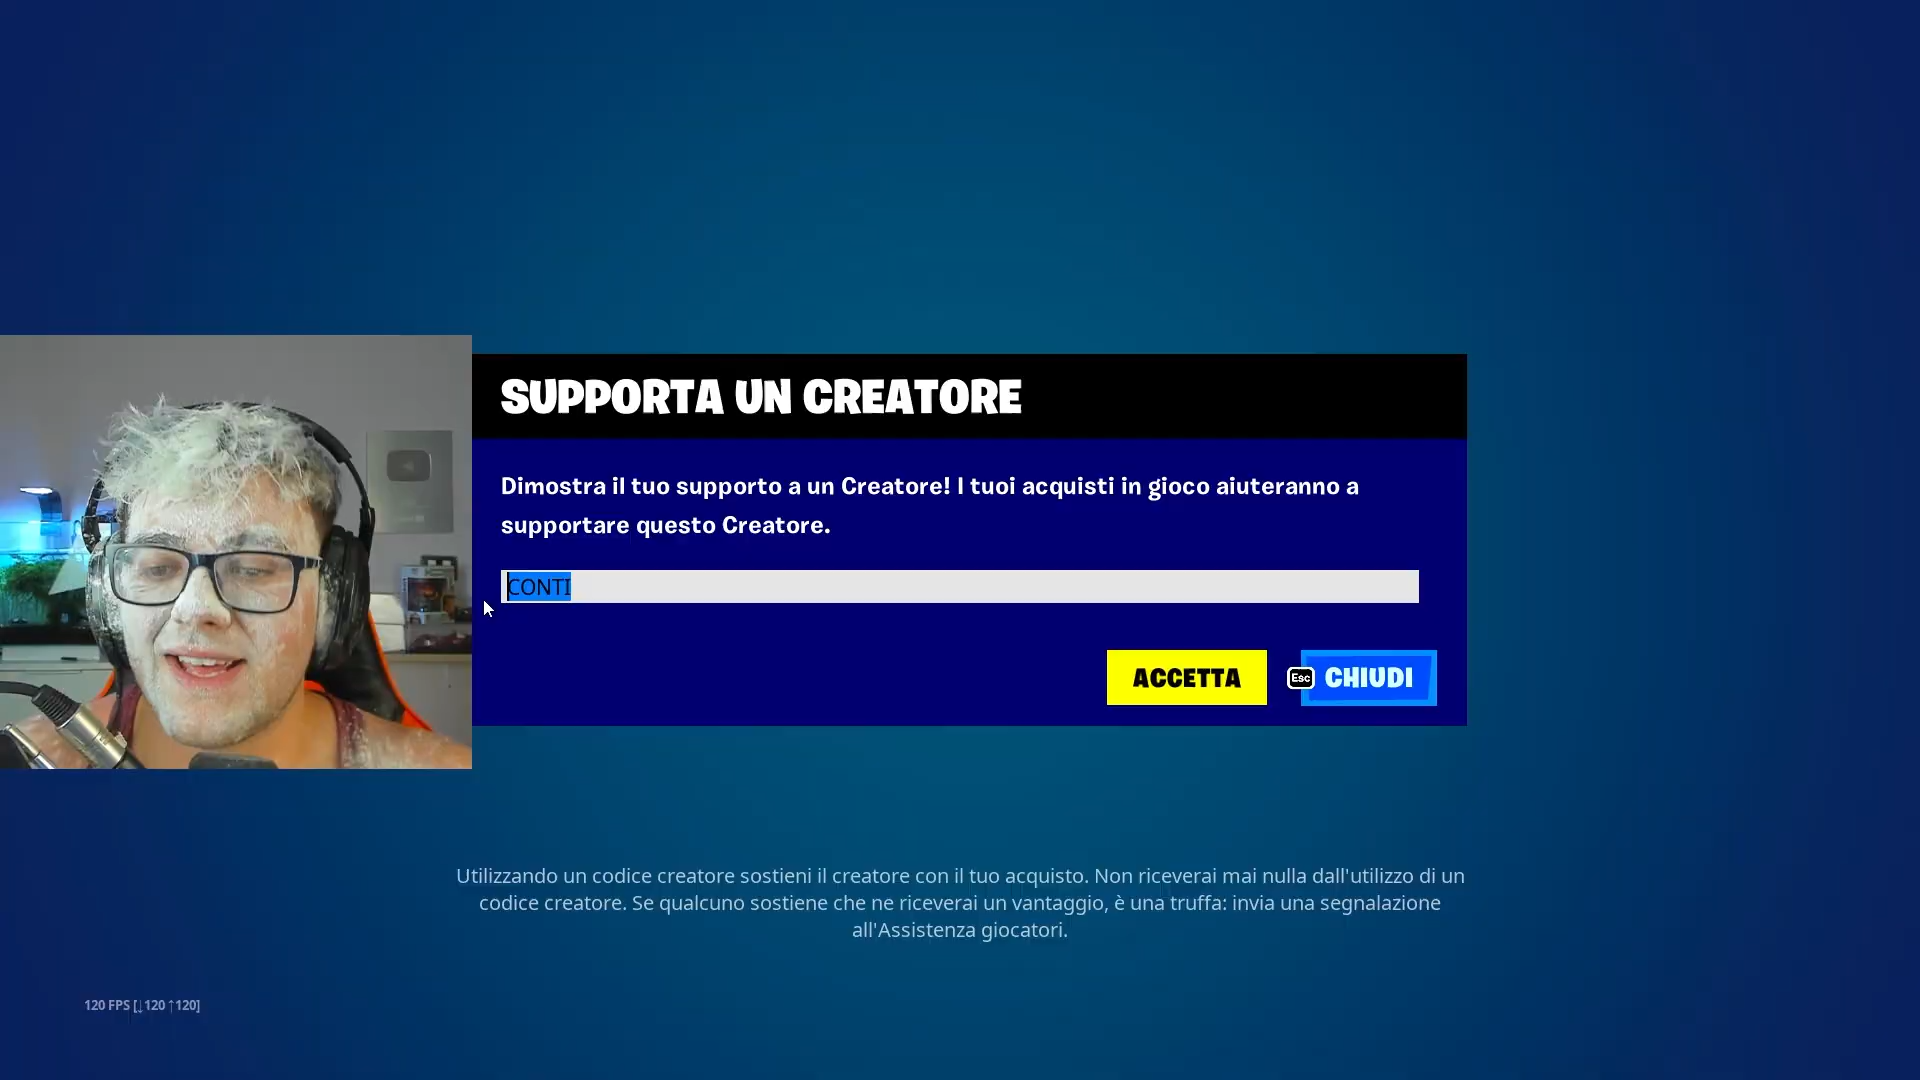 SUPPORTA UN CREATORE
Dimostra il tuo supporto a un Creatore! I tuoi acquisti in gioco aiuteranno a
supportare questo Creatore.
CONTI
ACCETTA
Esc CHIUDI
Utilizzando un codice creatore sostieni il creatore con il tuo acquisto. Non riceverai mai nulla dall'utilizzo di un
codice creatore. Se qualcuno sostiene che ne riceverai un vantaggio, è una truffa: invia una segnalazione
all'Assistenza giocatori.
120 FPS [↓120 ↑120]